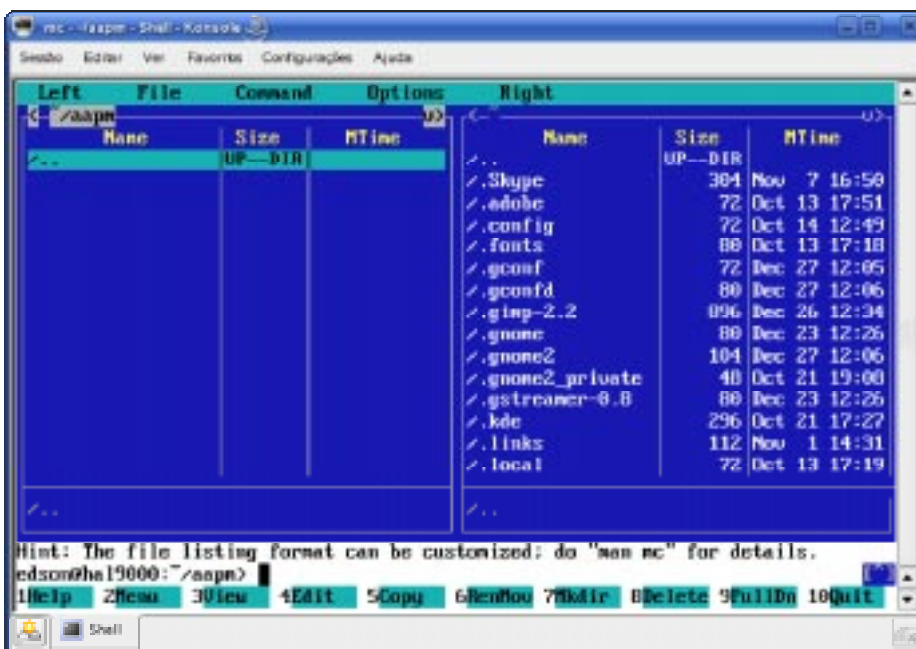 mc - ~/aapm - Shell - Konsole
Sessão Editar Ver Favoritos Configurações Ajuda
Left File Command Options Right
<─ ~/aapm ─v> <─ ~ ─v>
Name Size MTime Name Size MTime
/.. UP--DIR /.. UP--DIR
/.Skype 304 Nov 7 16:50
/.adobe 72 Oct 13 17:51
/.config 72 Oct 14 12:49
/.fonts 80 Oct 13 17:18
/.gconf 72 Dec 27 12:05
/.gconfd 80 Dec 27 12:06
/.gimp-2.2 896 Dec 26 12:34
/.gnome 80 Dec 23 12:26
/.gnome2 104 Dec 27 12:06
/.gnome2_private 48 Oct 21 19:08
/.gstreamer-0.8 80 Dec 23 12:26
/.kde 296 Oct 21 17:27
/.links 112 Nov 1 14:31
/.local 72 Oct 13 17:19
/.. /..
Hint: The file listing format can be customized; do "man mc" for details.
edson@hal9000:~/aapm> [^]
1Help 2Menu 3View 4Edit 5Copy 6RenMov 7Mkdir 8Delete 9PullDn 10Quit
Shell